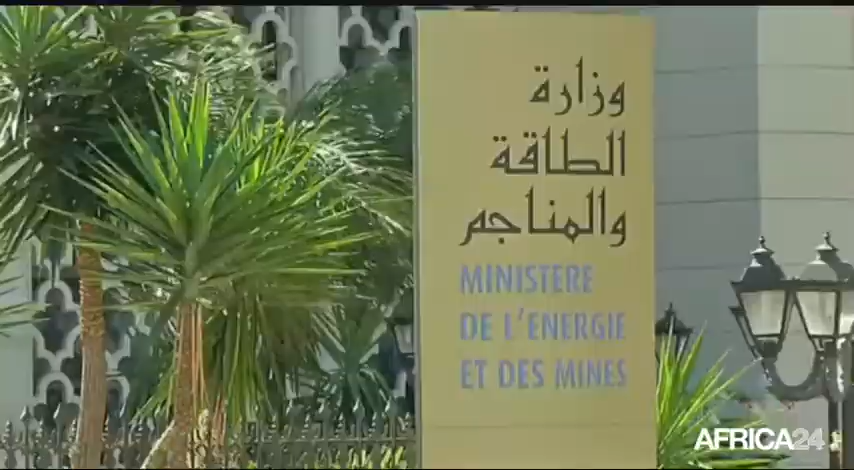 وزارة
الطاقة
والمناجم
MINISTERE
DE L'ENERGIE
ET DES MINES
AFRICA24